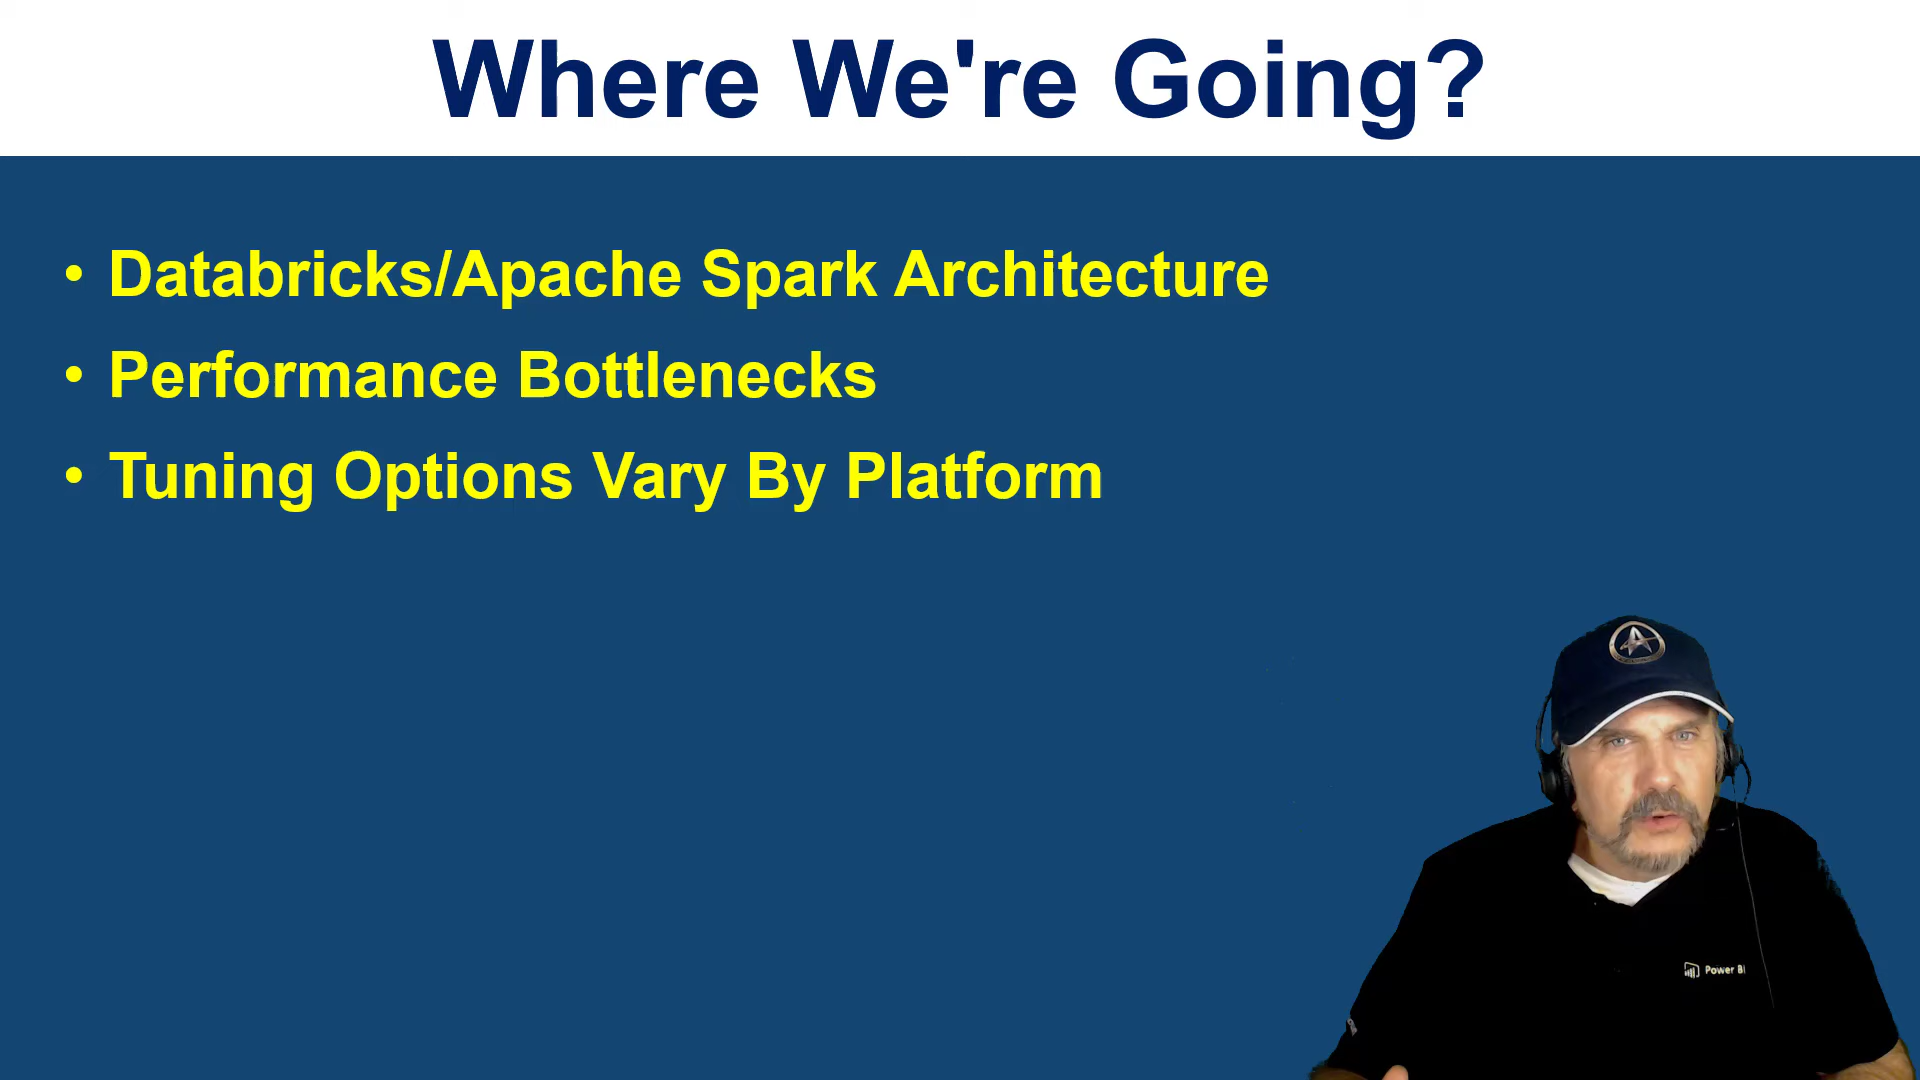 Where We're Going?
• Databricks/Apache Spark Architecture
• Performance Bottlenecks
• Tuning Options Vary By Platform
Power BI